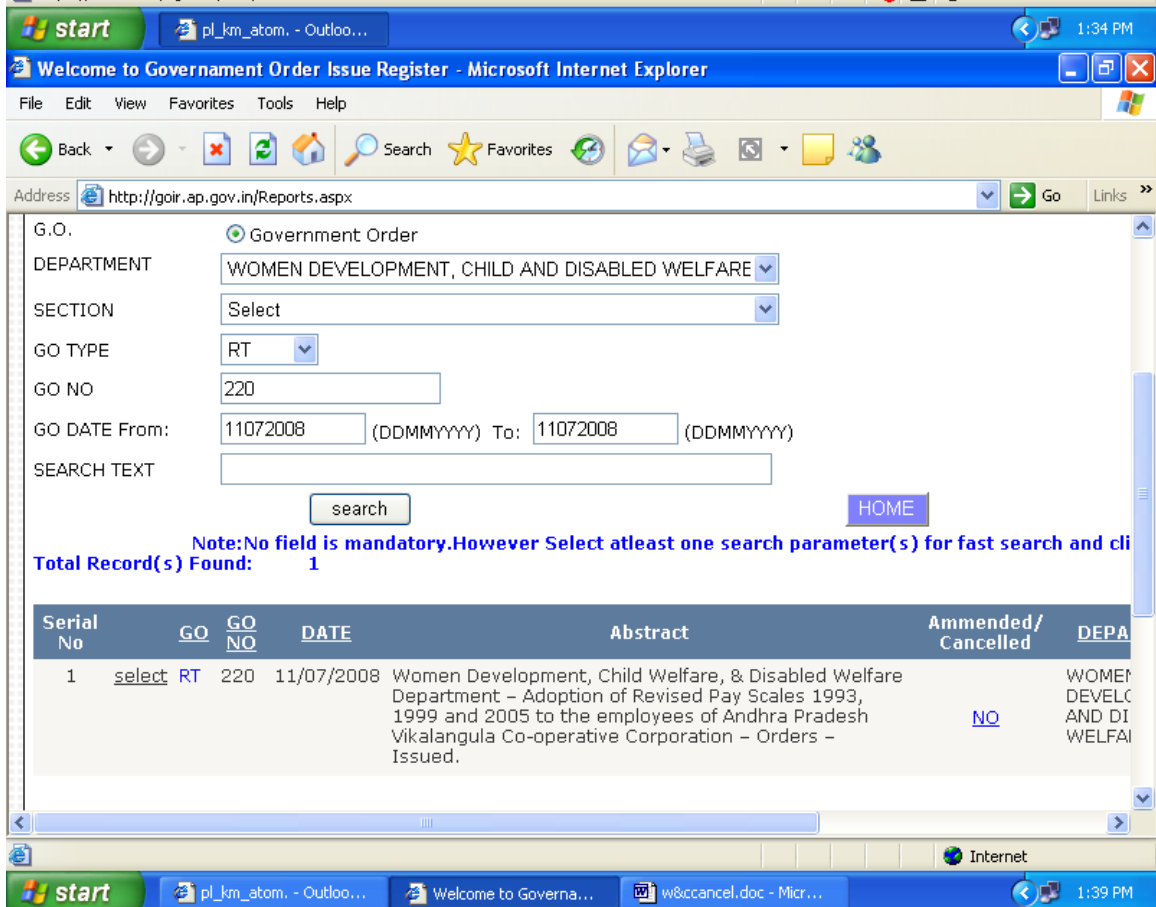 start pl_km_atom. - Outloo... 1:34 PM
Welcome to Governament Order Issue Register - Microsoft Internet Explorer
File Edit View Favorites Tools Help
Back Search Favorites
Address http://goir.ap.gov.in/Reports.aspx Go Links »
G.O. Government Order
DEPARTMENT WOMEN DEVELOPMENT, CHILD AND DISABLED WELFARE
SECTION Select
GO TYPE RT
GO NO 220
GO DATE From: 11072008 (DDMMYYYY) To: 11072008 (DDMMYYYY)
SEARCH TEXT
search HOME
Note:No field is mandatory.However Select atleast one search parameter(s) for fast search and cli
Total Record(s) Found: 1
Serial No GO GO NO DATE Abstract Ammended/ Cancelled DEPA
1 select RT 220 11/07/2008 Women Development, Child Welfare, & Disabled Welfare WOMEN
Department – Adoption of Revised Pay Scales 1993, DEVELO
1999 and 2005 to the employees of Andhra Pradesh NO AND DI
Vikalangula Co-operative Corporation – Orders – WELFA
Issued.
Internet
start pl_km_atom. - Outloo... Welcome to Governa... w&ccancel.doc - Micr... 1:39 PM